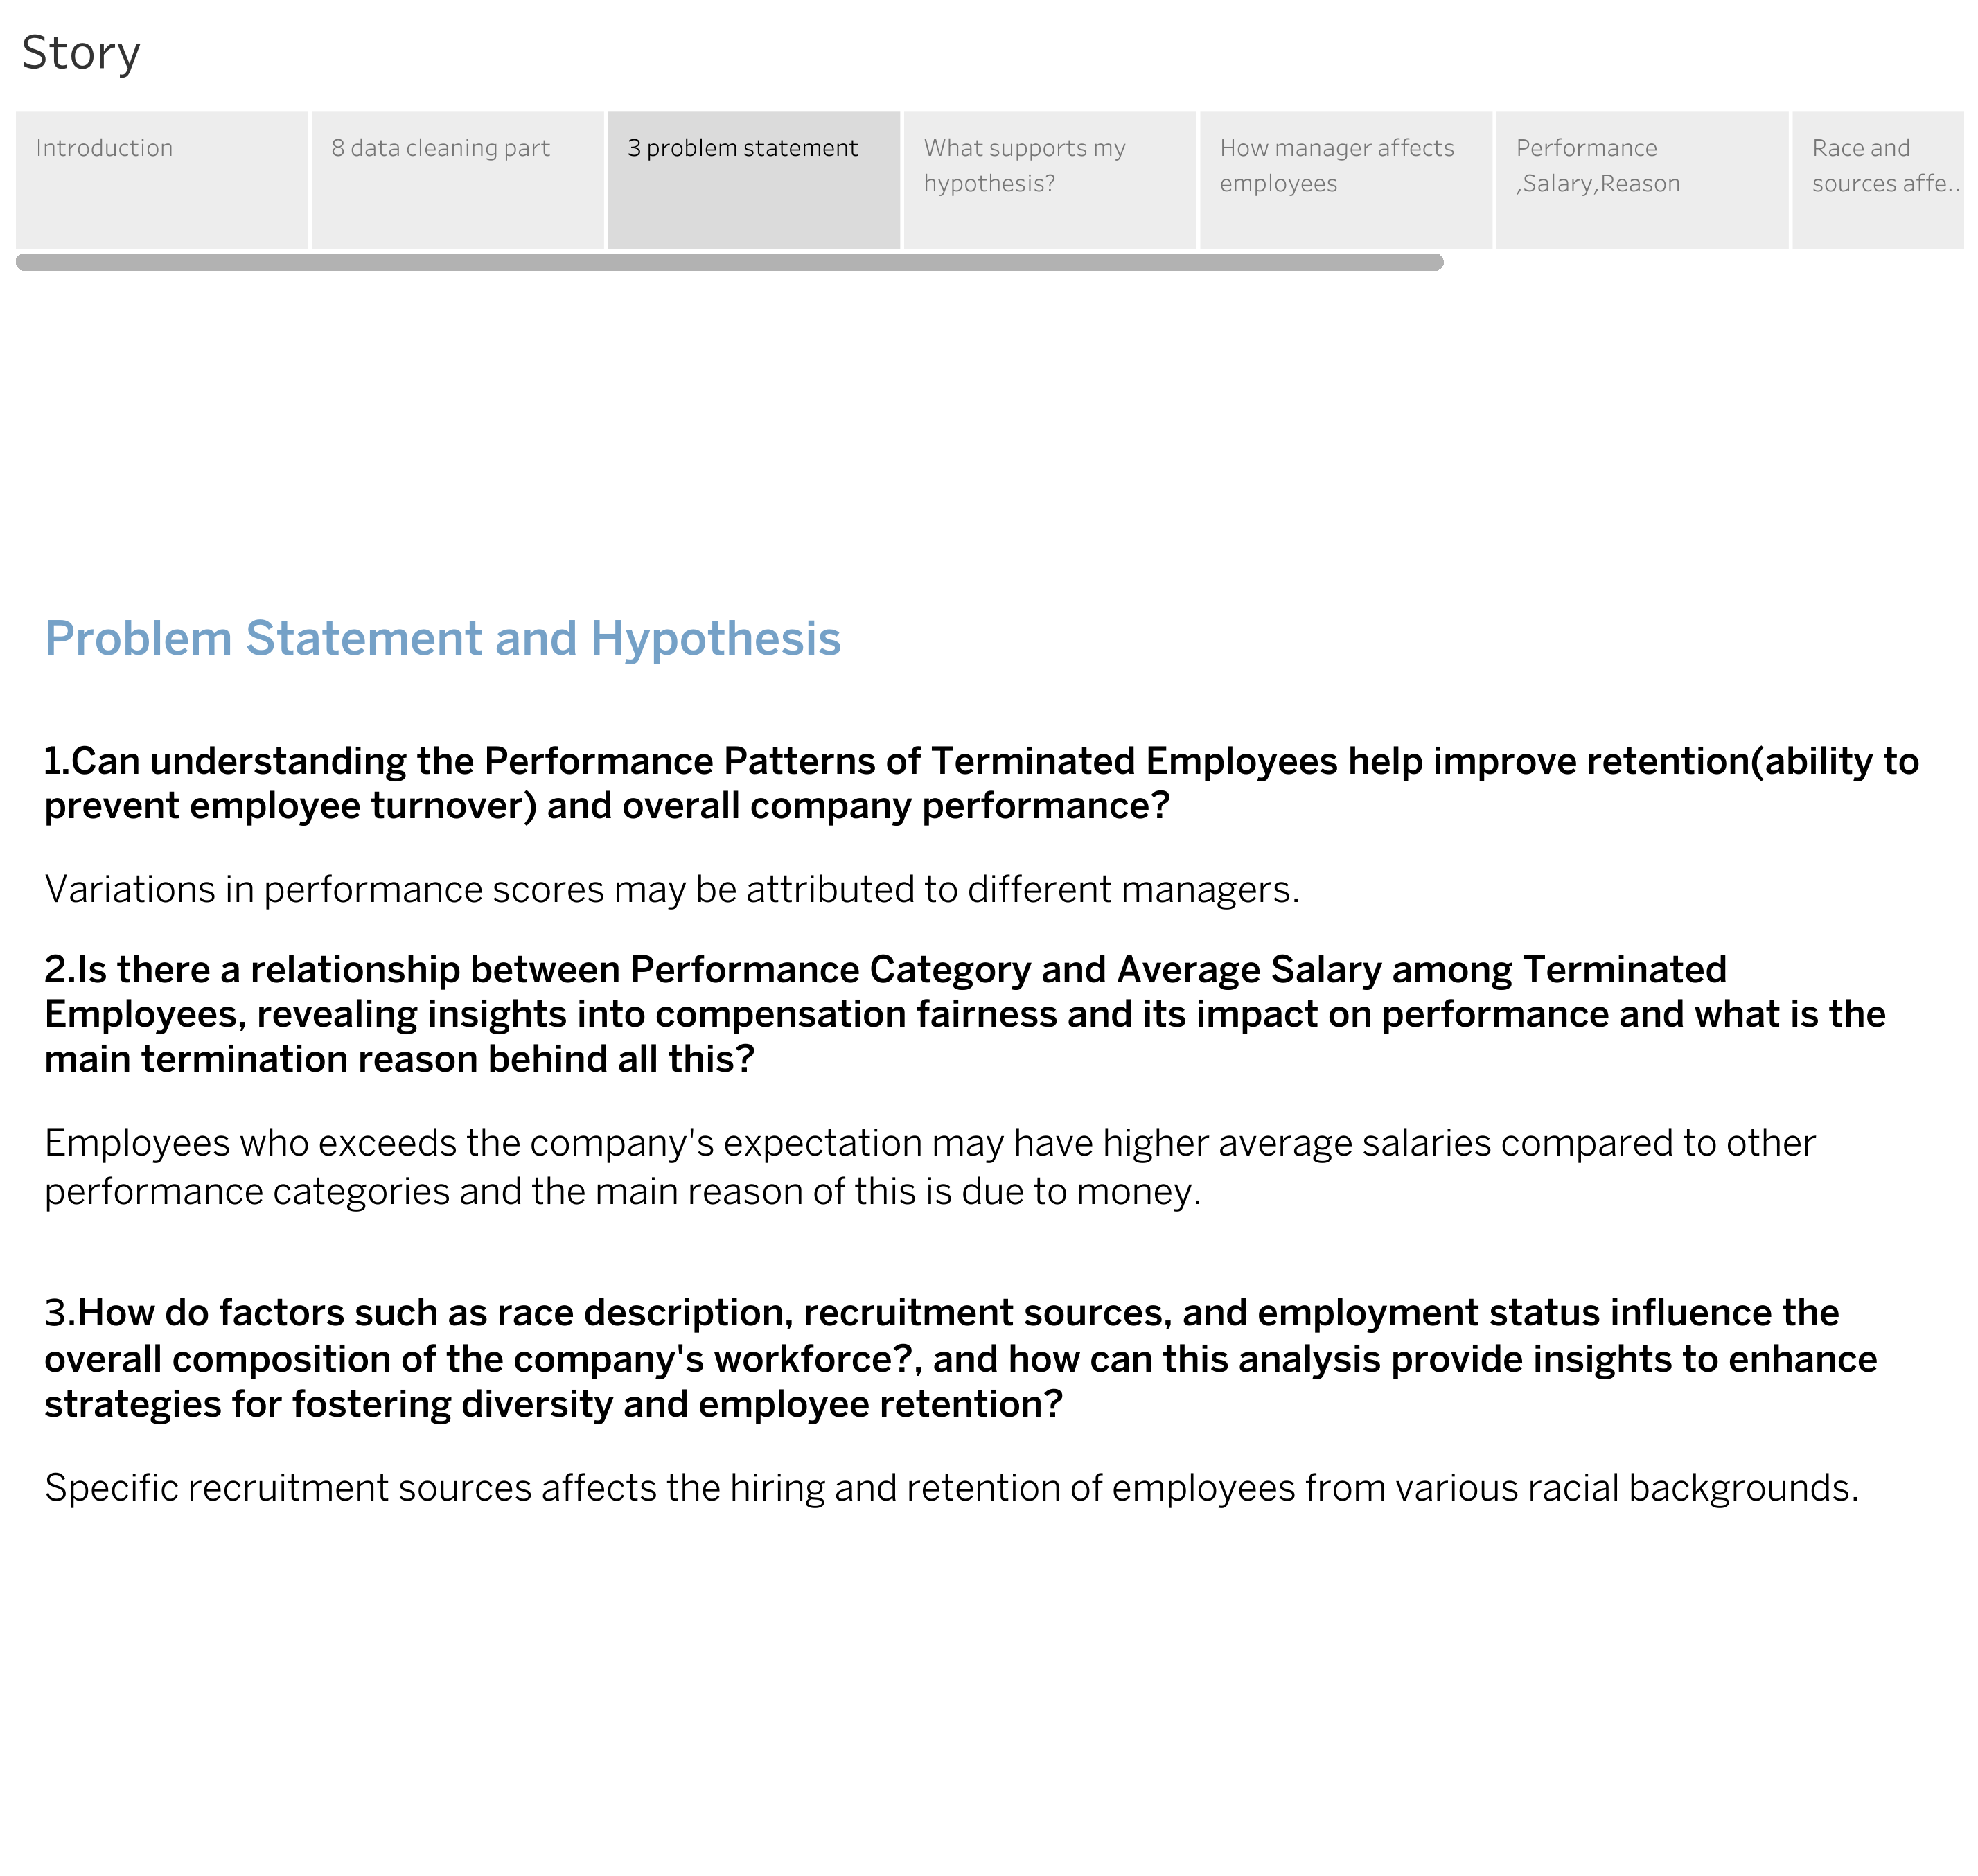 Story
Introduction
8 data cleaning part
3 problem statement
What supports my
hypothesis?
How manager affects
employees
Performance
,Salary,Reason
Race and
sources affe..
Problem Statement and Hypothesis
1.Can understanding the Performance Patterns of Terminated Employees help improve retention(ability to
prevent employee turnover) and overall company performance?
Variations in performance scores may be attributed to different managers.
2.Is there a relationship between Performance Category and Average Salary among Terminated
Employees, revealing insights into compensation fairness and its impact on performance and what is the
main termination reason behind all this?
Employees who exceeds the company's expectation may have higher average salaries compared to other
performance categories and the main reason of this is due to money.
3.How do factors such as race description, recruitment sources, and employment status influence the
overall composition of the company's workforce?, and how can this analysis provide insights to enhance
strategies for fostering diversity and employee retention?
Specific recruitment sources affects the hiring and retention of employees from various racial backgrounds.